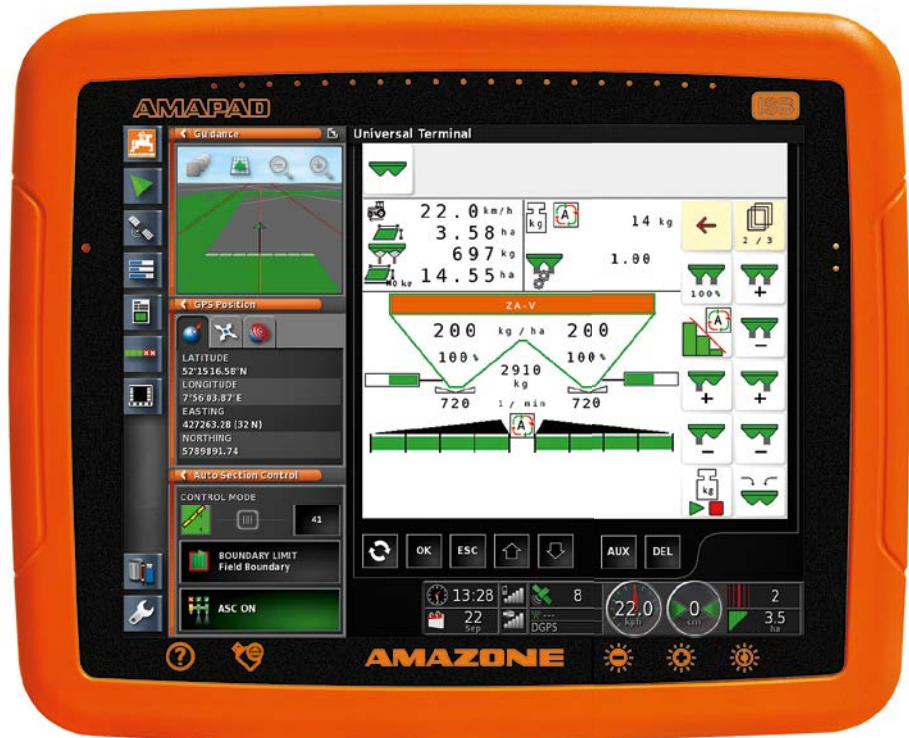 AMAPAD
ISB
Guidance
Universal Terminal
22.0 km/h
3.58 ha
697 kg
14.55 ha
kg
14 kg
1.00
2 / 3
100%
ZA-V
200 kg / ha 200
100% 100%
2910
kg
720 1 / min 720
kg
GPS Position
LATITUDE
52°15'16.58"N
LONGITUDE
7°56'03.87"E
EASTING
427263.28 (32 N)
NORTHING
5789891.74
Auto Section Control
CONTROL MODE
41
BOUNDARY LIMIT
Field Boundary
ASC ON
OK ESC AUX DEL
13:28 8
22
Sep
DGPS
22.0
kph
0
cm
2
3.5
ha
AMAZONE